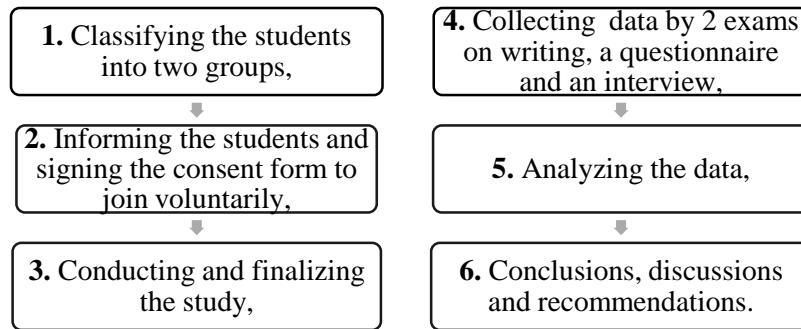 1. Classifying the students
into two groups,
2. Informing the students and
signing the consent form to
join voluntarily,
3. Conducting and finalizing
the study,
4. Collecting data by 2 exams
on writing, a questionnaire
and an interview,
5. Analyzing the data,
6. Conclusions, discussions
and recommendations.